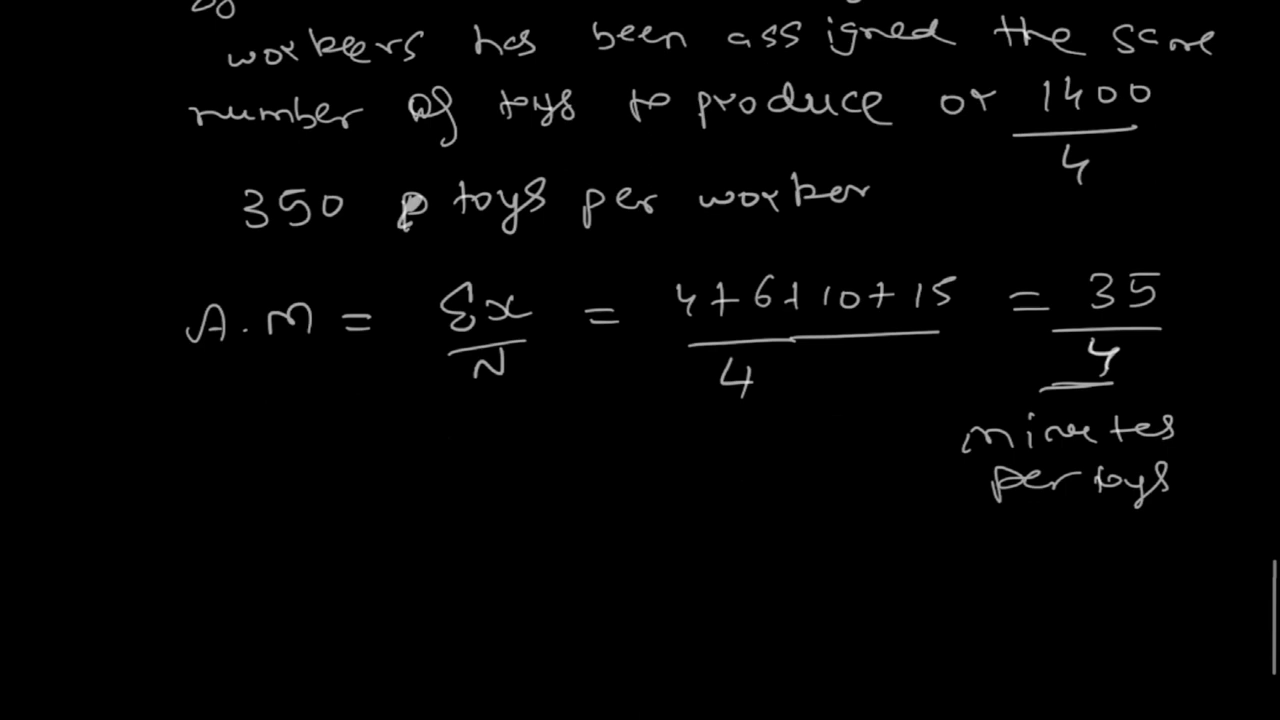 workers has been assigned the same
number of toys to produce or 1400/4
350 toys per worker
A.M = Σx/N = 4+6+10+15/4 = 35/4
minutes
per toys